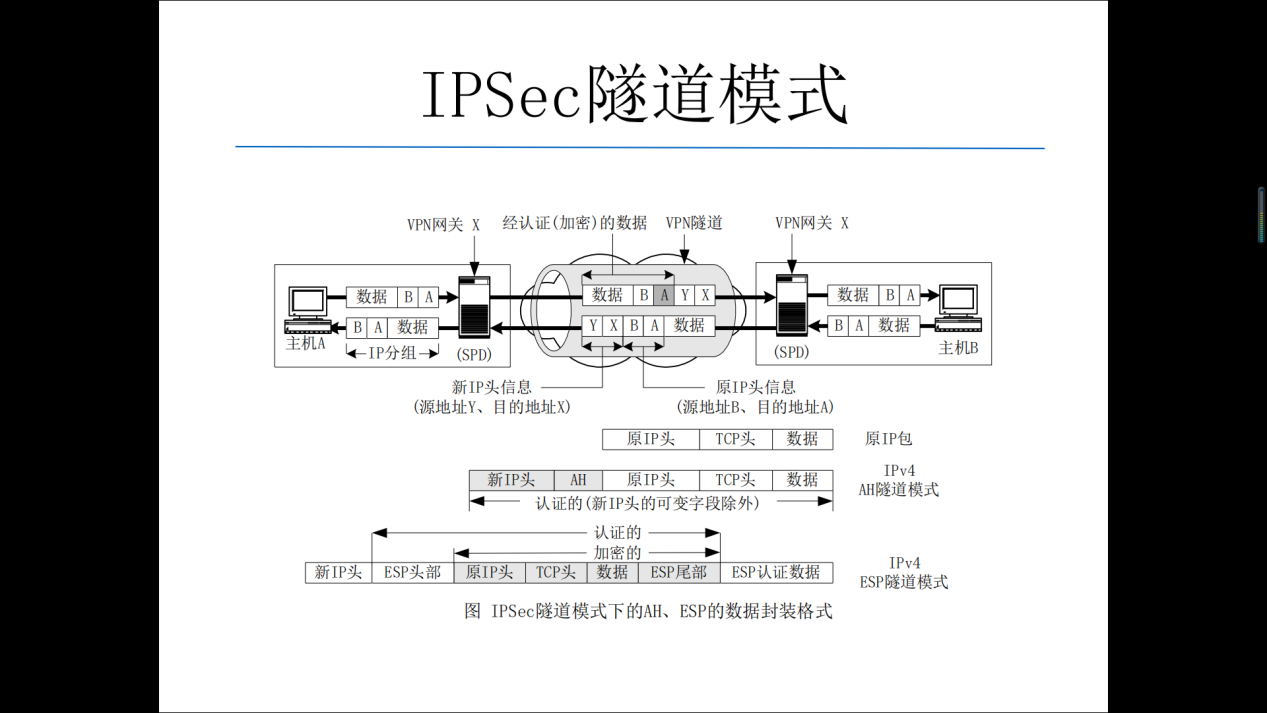 IPSec隧道模式
VPN网关 X
经认证(加密)的数据
VPN隧道
VPN网关 X
数据 B A
数据 B A Y X
数据 B A
B A 数据
Y X B A 数据
B A 数据
主机A
IP分组
(SPD)
(SPD)
主机B
新IP头信息
(源地址Y、目的地址X)
原IP头信息
(源地址B、目的地址A)
原IP头 TCP头 数据 原IP包
新IP头 AH 原IP头 TCP头 数据
IPv4
AH隧道模式
认证的(新IP头的可变字段除外)
认证的
加密的
新IP头 ESP头部 原IP头 TCP头 数据 ESP尾部 ESP认证数据
IPv4
ESP隧道模式
图 IPSec隧道模式下的AH、ESP的数据封装格式